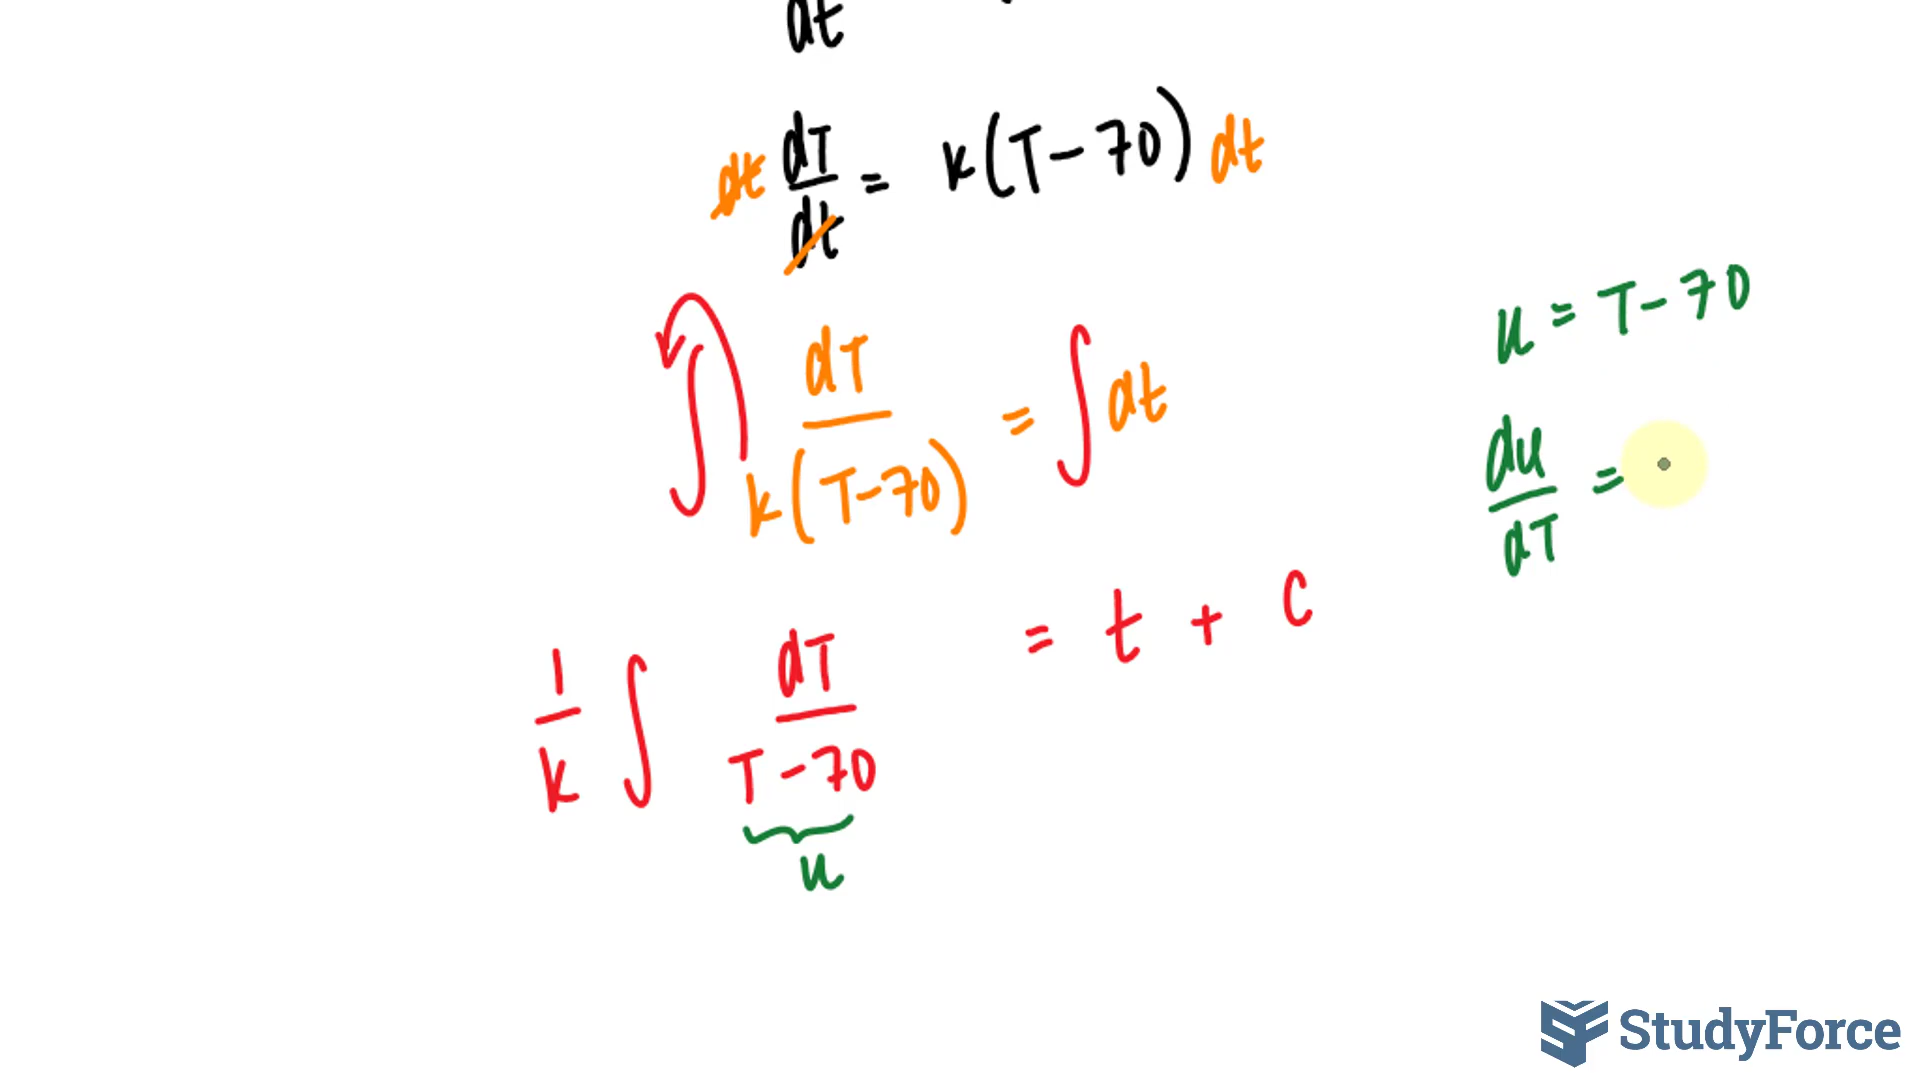 dt
dt dT/dt = k(T-70) dt
u = T-70
∫ dT/k(T-70) = ∫ dt
du/dT =
1/k ∫ dT/T-70 = t + C
u
StudyForce